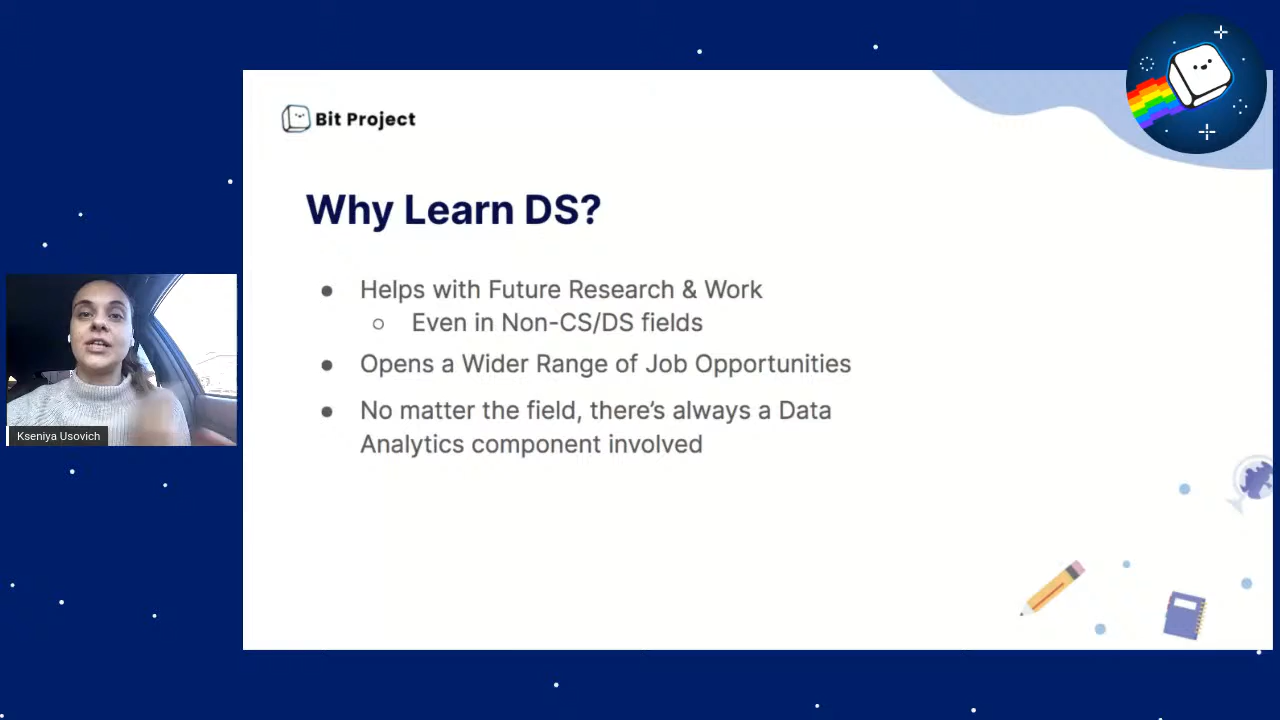 Bit Project
Why Learn DS?
● Helps with Future Research & Work
○ Even in Non-CS/DS fields
● Opens a Wider Range of Job Opportunities
● No matter the field, there's always a Data
Analytics component involved
Kseniya Usovich